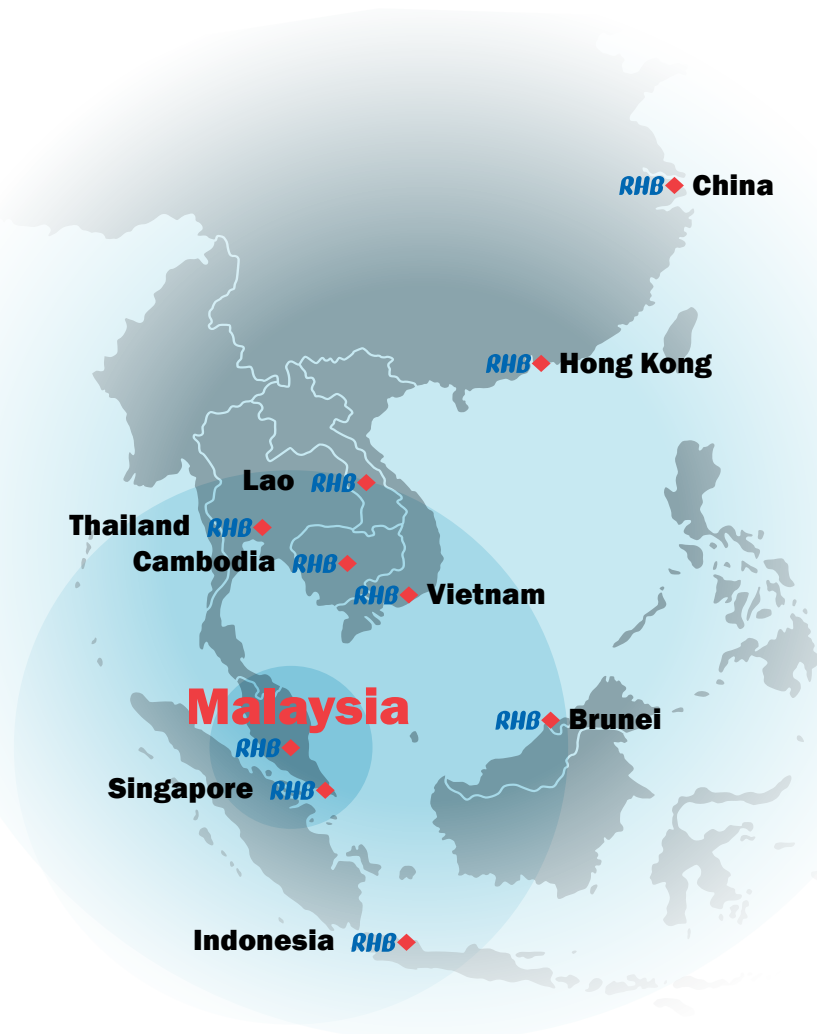 RHB China
RHB Hong Kong
Lao RHB
Thailand RHB
Cambodia RHB
RHB Vietnam
Malaysia
RHB
RHB Brunei
Singapore RHB
Indonesia RHB